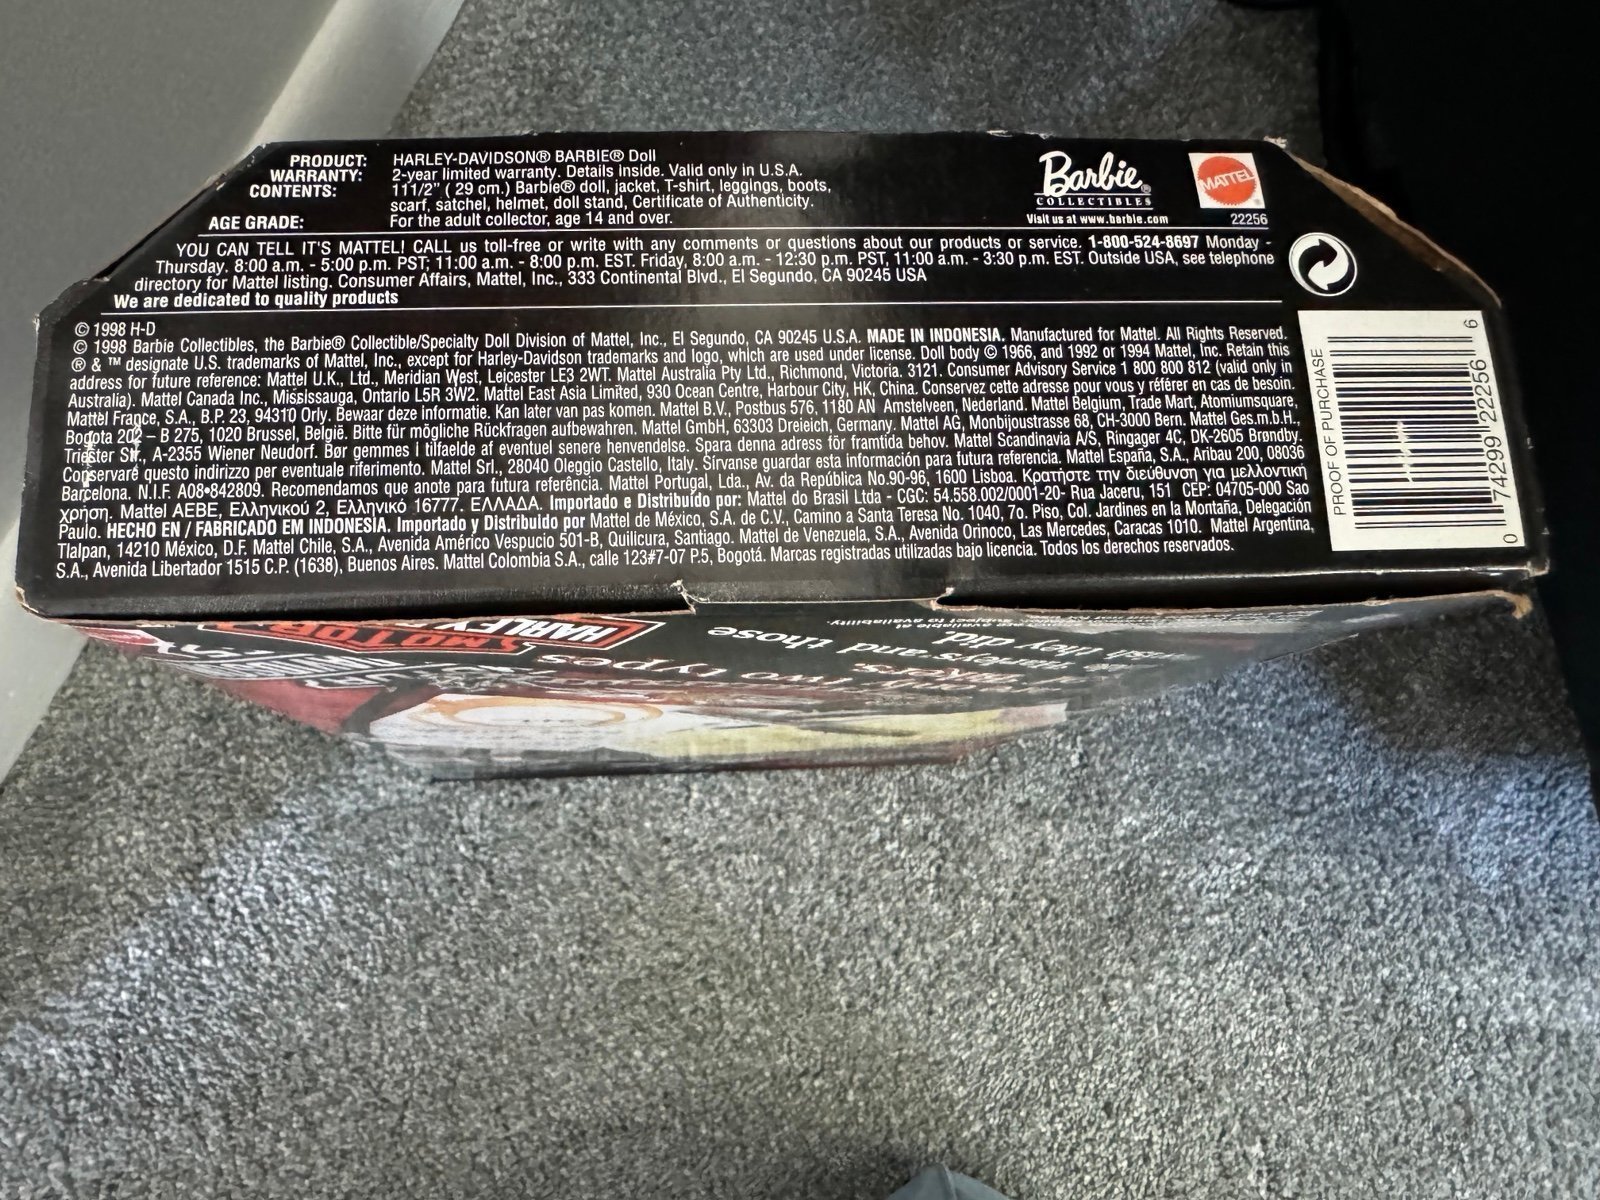 PRODUCT: HARLEY-DAVIDSON® BARBIE® Doll
WARRANTY: 2-year limited warranty. Details Inside. Valid only in U.S.A.
CONTENTS: 11 1/2" ( 29 cm.) Barbie® doll, jacket, T-shirt, leggings, boots,
scarf, satchel, helmet, doll stand, Certificate of Authenticity.
AGE GRADE: For the adult collector, age 14 and over.
Barbie®
COLLECTIBLES
Visit us at www.barbie.com
MATTEL®
22256
YOU CAN TELL IT'S MATTEL! CALL us toll-free or write with any comments or questions about our products or service. 1-800-524-8697 Monday -
Thursday. 8:00 a.m. - 5:00 p.m. PST; 11:00 a.m. - 8:00 p.m. EST. Friday, 8:00 a.m. - 12:30 p.m. PST, 11:00 a.m. - 3:30 p.m. EST. Outside USA, see telephone
directory for Mattel listing. Consumer Affairs, Mattel, Inc., 333 Continental Blvd., El Segundo, CA 90245 USA
We are dedicated to quality products
© 1998 H-D
© 1998 Barbie Collectibles, the Barbie® Collectible/Specialty Doll Division of Mattel, Inc., El Segundo, CA 90245 U.S.A. MADE IN INDONESIA. Manufactured for Mattel. All Rights Reserved.
® & ™ designate U.S. trademarks of Mattel, Inc., except for Harley-Davidson trademarks and logo, which are used under license. Doll body © 1966, and 1992 or 1994 Mattel, Inc. Retain this
address for future reference: Mattel U.K., Ltd., Meridian West, Leicester LE3 2WT. Mattel Australia Pty Ltd., Richmond, Victoria. 3121. Consumer Advisory Service 1 800 800 812 (valid only in
Australia). Mattel Canada Inc., Mississauga, Ontario L5R 3W2. Mattel East Asia Limited, 930 Ocean Centre, Harbour City, HK, China. Conservez cette adresse pour vous y référer en cas de besoin.
Mattel France, S.A., B.P. 23, 94310 Orly. Bewaar deze informatie. Kan later van pas komen. Mattel B.V., Postbus 576, 1180 AN Amstelveen, Nederland. Mattel Belgium, Trade Mart, Atomiumsquare,
Bogota 202 – B 275, 1020 Brussel, België. Bitte für mögliche Rückfragen aufbewahren. Mattel GmbH, 63303 Dreieich, Germany. Mattel AG, Monbijoustrasse 68, CH-3000 Bern. Mattel Ges.m.b.H.,
Triester Str., A-2355 Wiener Neudorf. Bør gemmes i tilfaelde af eventuel senere henvendelse. Spara denna adress för framtida behov. Mattel Scandinavia A/S, Ringager 4C, DK-2605 Brøndby.
Conservare questo indirizzo per eventuale riferimento. Mattel Srl., 28040 Oleggio Castello, Italy. Sírvanse guardar esta información para futura referencia. Mattel España, S.A., Aribau 200, 08036
Barcelona. N.I.F. A08•842809. Recomendamos que anote para futura referência. Mattel Portugal, Lda., Av. da República No.90-96, 1600 Lisboa. Κρατήστε την διεύθυνση για μελλοντική
χρήση. Mattel AEBE, Ελληνικού 2, Ελληνικό 16777. ΕΛΛΑΔΑ. Importado e Distribuido por: Mattel do Brasil Ltda - CGC: 54.558.002/0001-20- Rua Jaceru, 151 CEP: 04705-000 Sao
Paulo. HECHO EN / FABRICADO EM INDONESIA. Importado y Distribuido por Mattel de México, S.A. de C.V., Camino a Santa Teresa No. 1040, 7o. Piso, Col. Jardines en la Montaña, Delegación
Tlalpan, 14210 México, D.F. Mattel Chile, S.A., Avenida Américo Vespucio 501-B, Quilicura, Santiago. Mattel de Venezuela, S.A., Avenida Orinoco, Las Mercedes, Caracas 1010. Mattel Argentina,
S.A., Avenida Libertador 1515 C.P. (1638), Buenos Aires. Mattel Colombia S.A., calle 123#7-07 P.5, Bogotá. Marcas registradas utilizadas bajo licencia. Todos los derechos reservados.
PROOF OF PURCHASE
0 74299 22256 6
subject to availability.
they did.
Harleys and those
two types
MOTOR
HARLEY